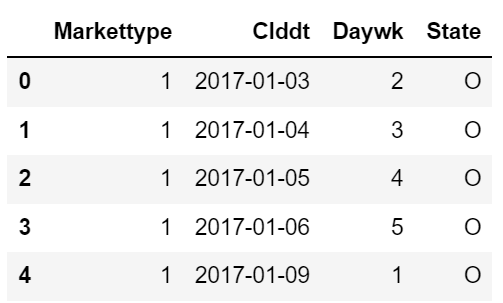 Markettype Clddt Daywk State
0 1 2017-01-03 2 O
1 1 2017-01-04 3 O
2 1 2017-01-05 4 O
3 1 2017-01-06 5 O
4 1 2017-01-09 1 O